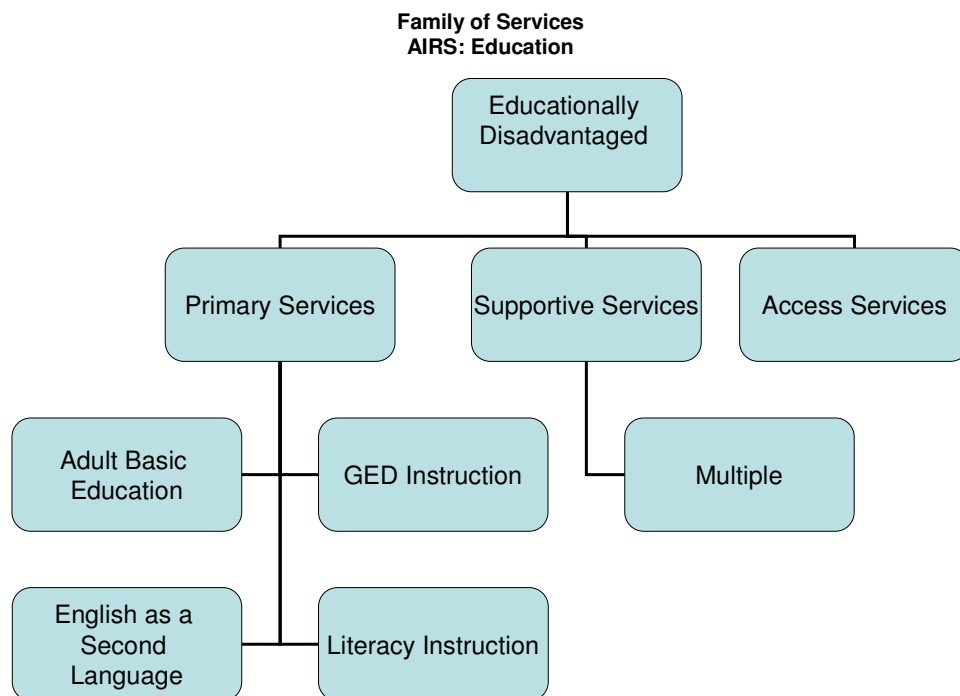 Family of Services
AIRS: Education
Educationally
Disadvantaged
Primary Services
Supportive Services
Access Services
Adult Basic
Education
GED Instruction
Multiple
English as a
Second
Language
Literacy Instruction